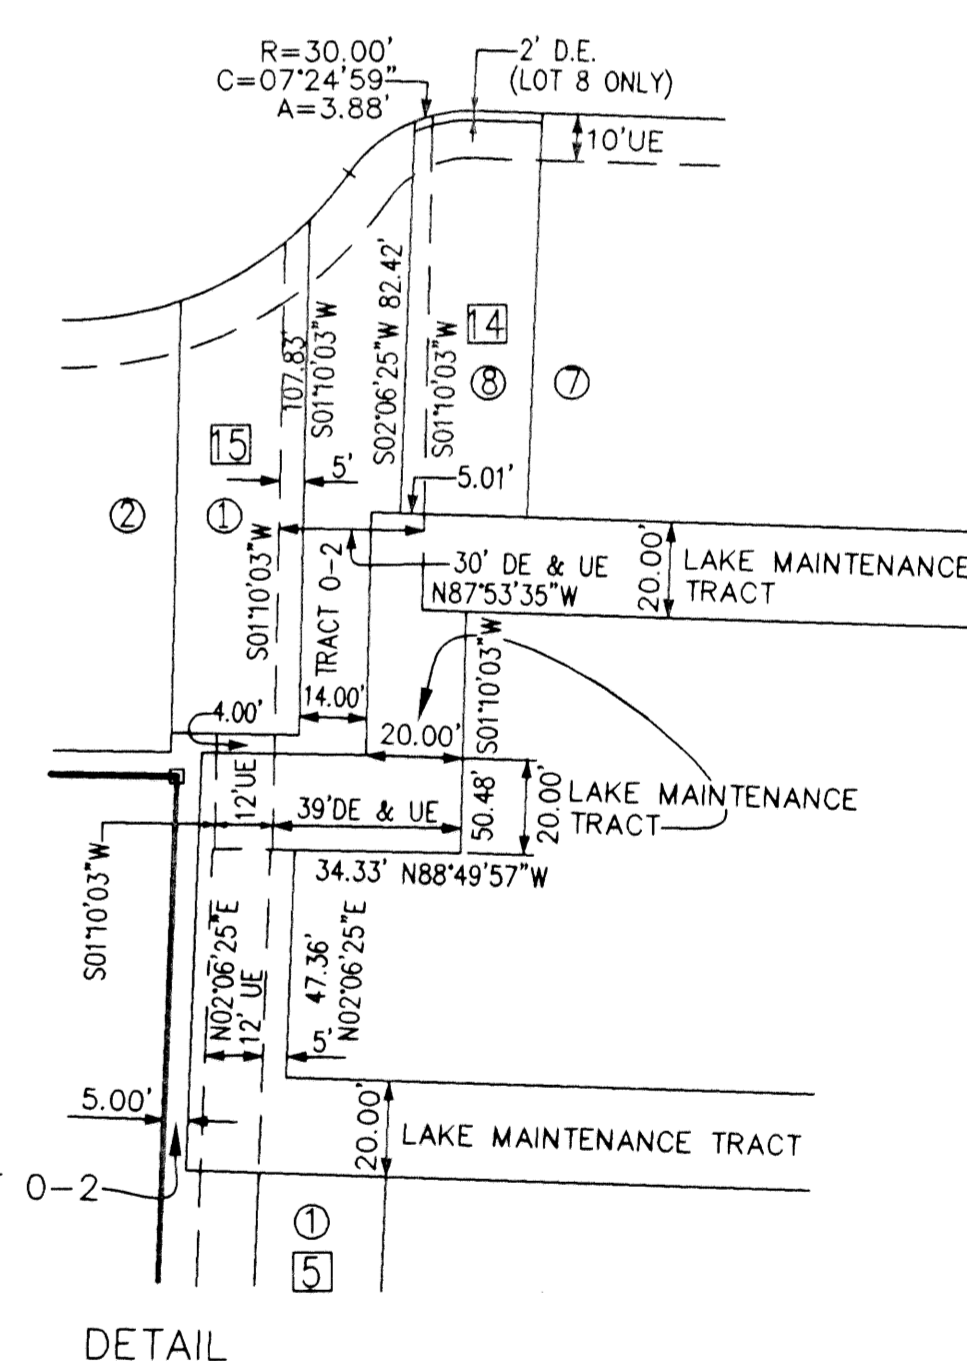 R=30.00'
C=07°24'59"
A=3.88'
2' D.E.
(LOT 8 ONLY)
10'UE
107.83'
S01°10'03"W
S02°06'25"W 82.42'
S01°10'03"W
14
8
7
15
5'
2
1
5.01'
S01°10'03"W
TRACT O-2
30' DE & UE
N87°53'35"W
20.00'
LAKE MAINTENANCE
TRACT
S01°10'03"W
14.00'
4.00'
20.00'
12'UE
39'DE & UE
50.48'
20.00'
LAKE MAINTENANCE
TRACT
34.33' N88°49'57"W
S01°10'03"W
N02°06'25"E
12' UE
47.36'
N02°06'25"E
5'
5.00'
20.00'
LAKE MAINTENANCE TRACT
O-2
1
5
DETAIL